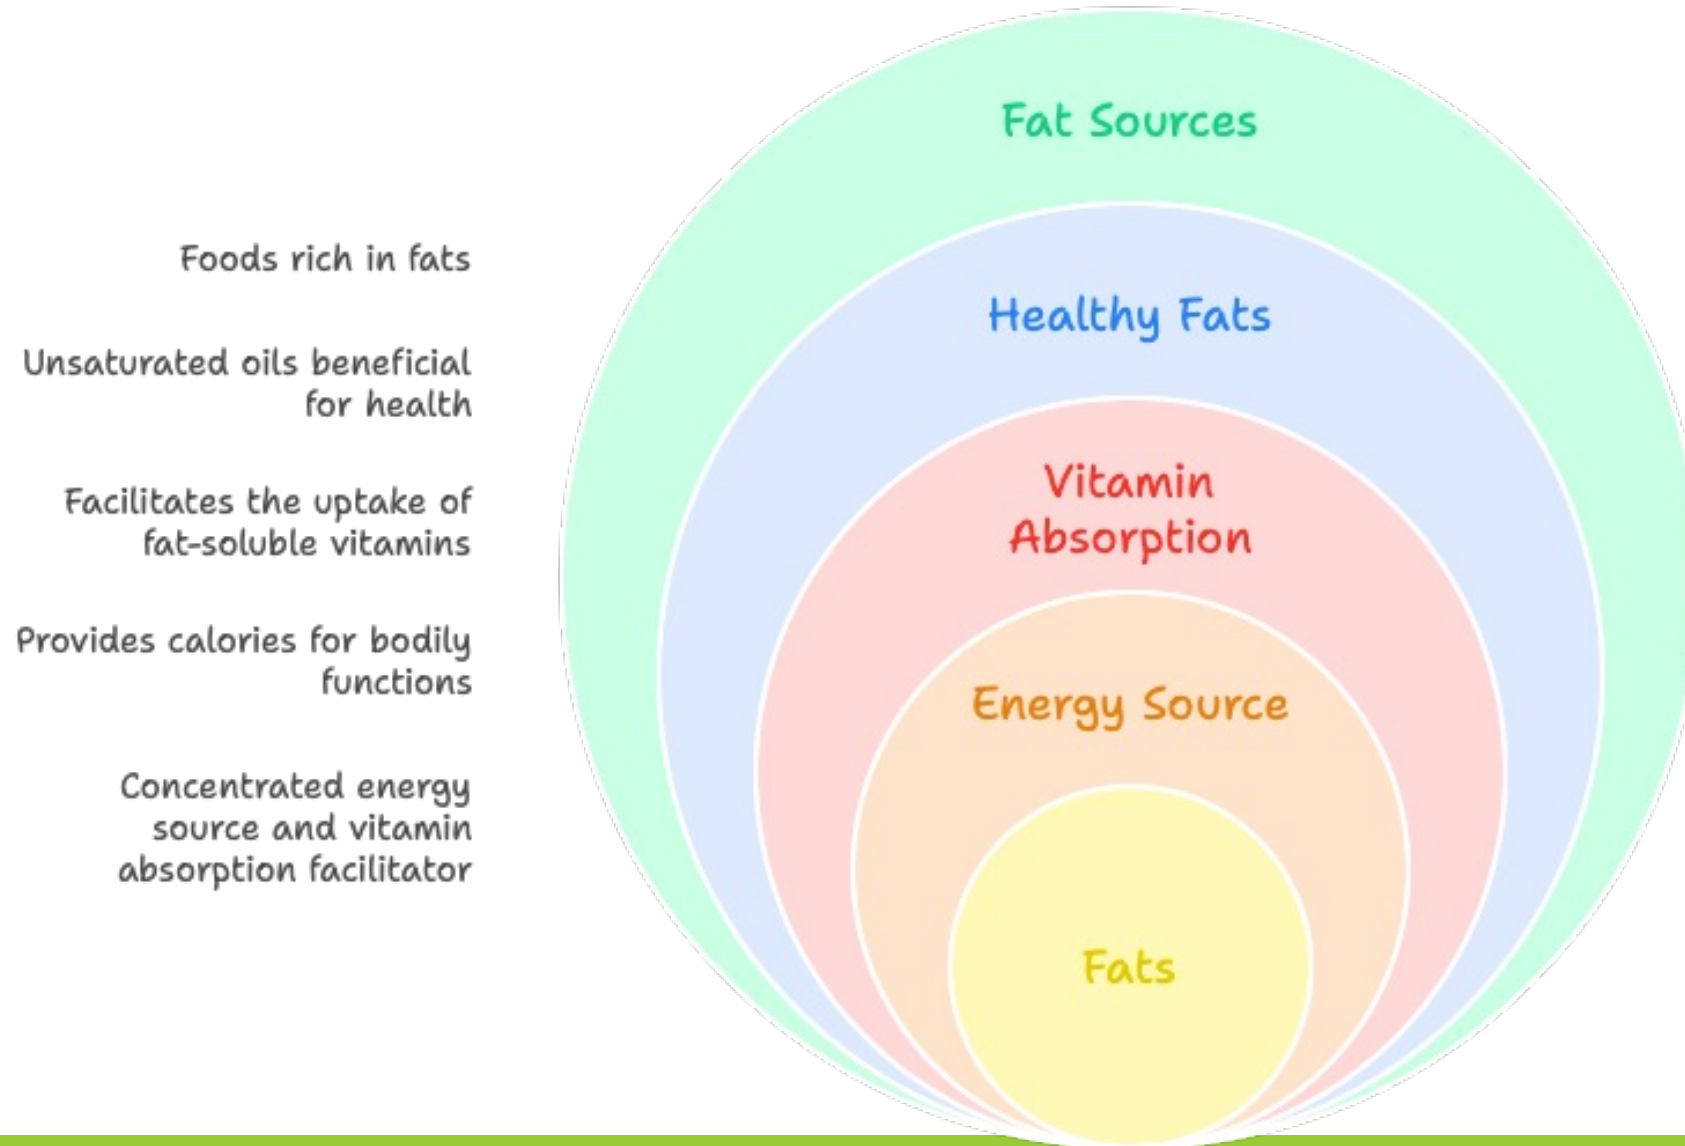 Fat Sources
Foods rich in fats
Healthy Fats
Unsaturated oils beneficial
for health
Vitamin
Absorption
Facilitates the uptake of
fat-soluble vitamins
Energy Source
Provides calories for bodily
functions
Fats
Concentrated energy
source and vitamin
absorption facilitator